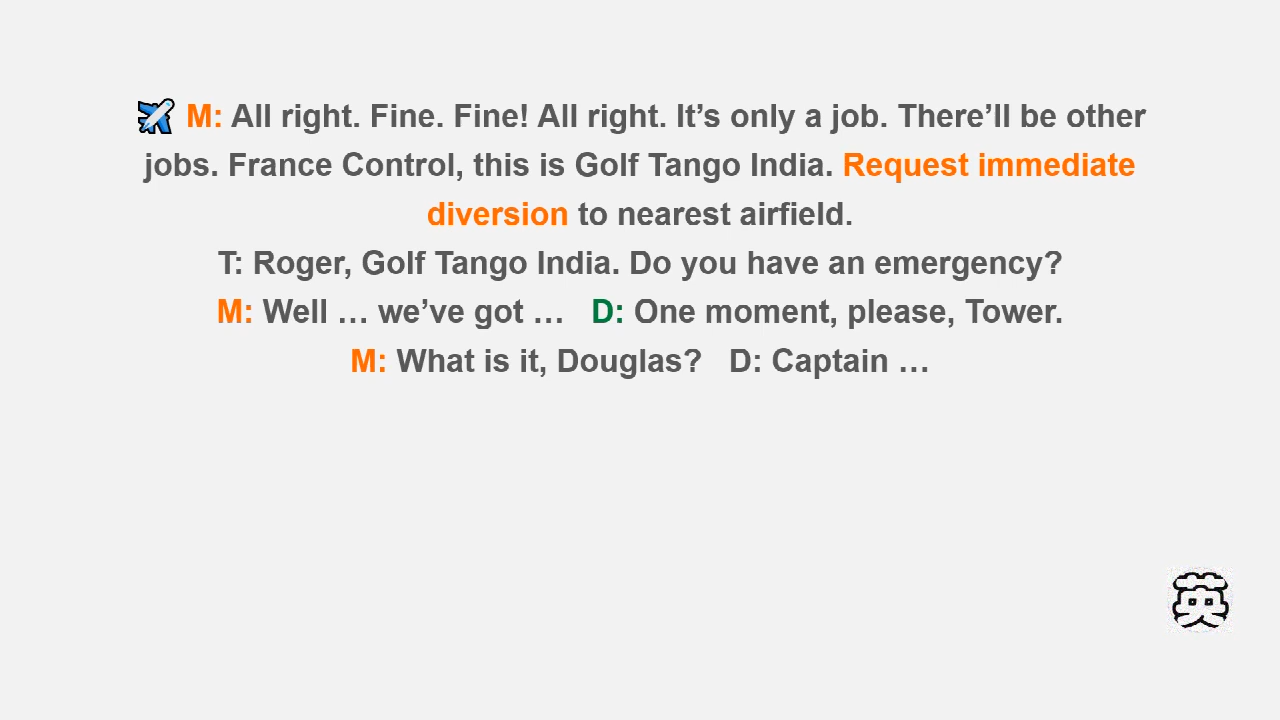 M: All right. Fine. Fine! All right. It’s only a job. There’ll be other
jobs. France Control, this is Golf Tango India. Request immediate
diversion to nearest airfield.
T: Roger, Golf Tango India. Do you have an emergency?
M: Well … we’ve got …   D: One moment, please, Tower.
M: What is it, Douglas?   D: Captain …
英